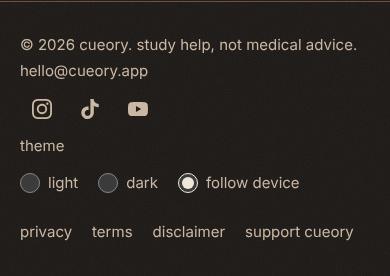 © 2026 cueory. study help, not medical advice.
hello@cueory.app
theme
light dark follow device
privacy terms disclaimer support cueory